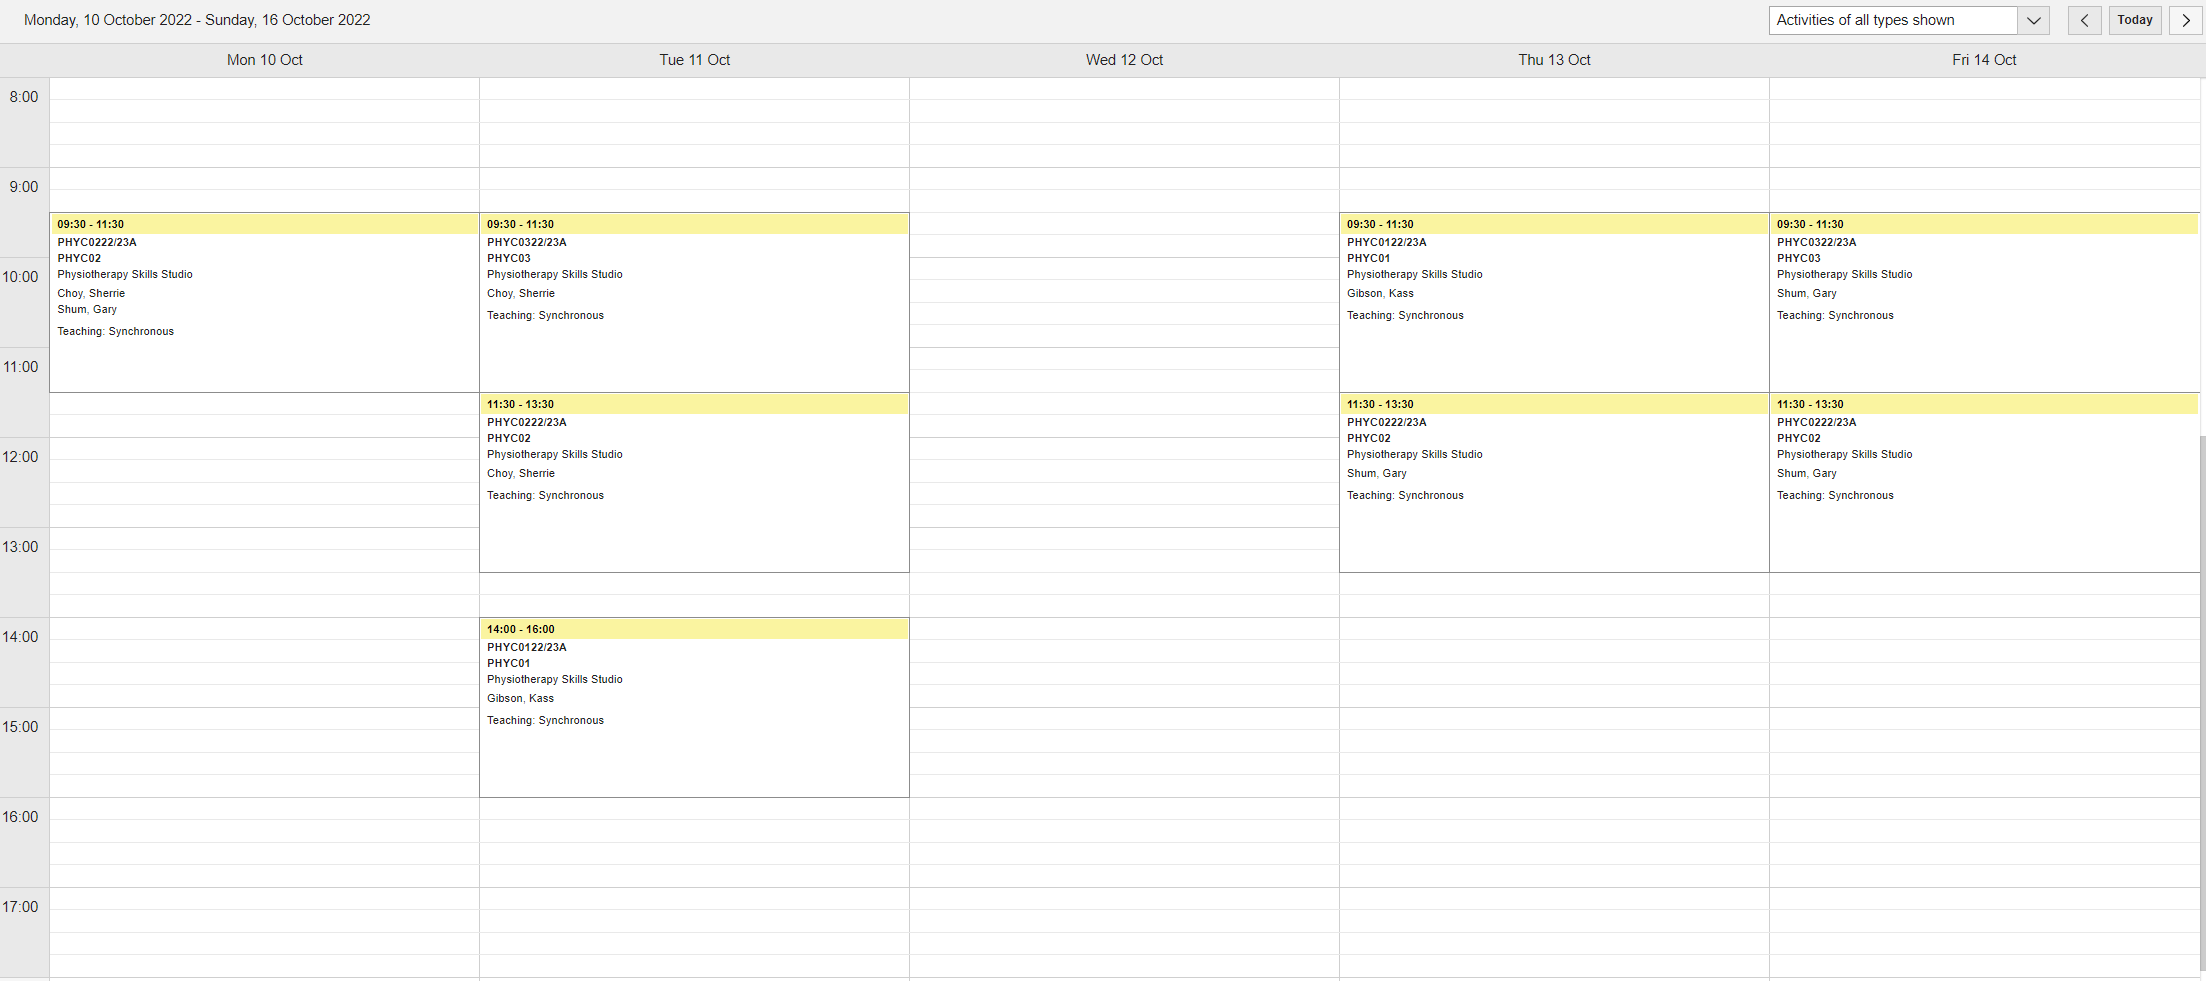 Monday, 10 October 2022 - Sunday, 16 October 2022
Activities of all types shown
Today
Mon 10 Oct
Tue 11 Oct
Wed 12 Oct
Thu 13 Oct
Fri 14 Oct
8:00
9:00
10:00
11:00
12:00
13:00
14:00
15:00
16:00
17:00
09:30 - 11:30
PHYC0222/23A
PHYC02
Physiotherapy Skills Studio
Choy, Sherrie
Shum, Gary
Teaching: Synchronous
09:30 - 11:30
PHYC0322/23A
PHYC03
Physiotherapy Skills Studio
Choy, Sherrie
Teaching: Synchronous
11:30 - 13:30
PHYC0222/23A
PHYC02
Physiotherapy Skills Studio
Choy, Sherrie
Teaching: Synchronous
14:00 - 16:00
PHYC0122/23A
PHYC01
Physiotherapy Skills Studio
Gibson, Kass
Teaching: Synchronous
09:30 - 11:30
PHYC0122/23A
PHYC01
Physiotherapy Skills Studio
Gibson, Kass
Teaching: Synchronous
11:30 - 13:30
PHYC0222/23A
PHYC02
Physiotherapy Skills Studio
Shum, Gary
Teaching: Synchronous
09:30 - 11:30
PHYC0322/23A
PHYC03
Physiotherapy Skills Studio
Shum, Gary
Teaching: Synchronous
11:30 - 13:30
PHYC0222/23A
PHYC02
Physiotherapy Skills Studio
Shum, Gary
Teaching: Synchronous